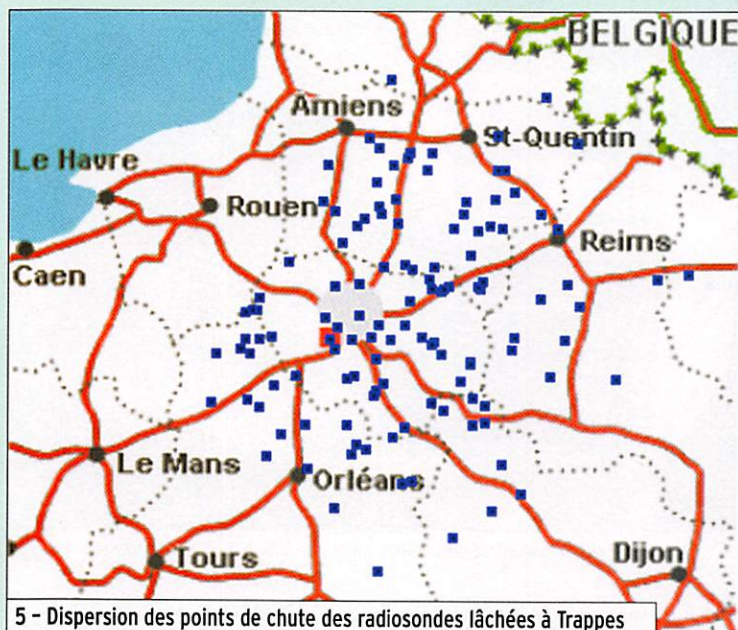 BELGIQUE
Amiens
St-Quentin
Le Havre
Rouen
Reims
Caen
Le Mans
Orléans
Tours
Dijon
5 – Dispersion des points de chute des radiosondes lâchées à Trappes